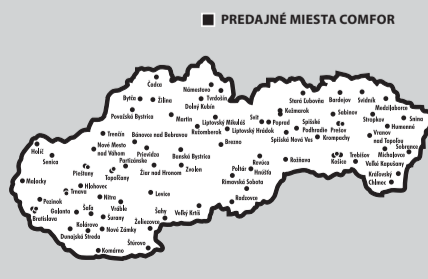 PREDAJNÉ MIESTA COMFOR
Čadca
Bytča
Žilina
Námestovo
Tvrdošín
Dolný Kubín
Považská Bystrica
Martin
Liptovský Mikuláš
Ružomberok
Liptovský Hrádok
Stará Ľubovňa
Bardejov
Svidník
Medzilaborce
Kežmarok
Svit
Poprad
Sabinov
Stropkov
Snina
Spišské
Podhradie
Prešov
Humenné
Spišská Nová Ves
Krompachy
Vranov
nad Topľou
Trenčín
Bánovce nad Bebravou
Holíč
Senica
Nové Mesto
nad Váhom
Prievidza
Partizánske
Banská Bystrica
Brezno
Sobrance
Michalovce
Košice
Trebišov
Veľké Kapušany
Kráľovský
Chlmec
Revúca
Rožňava
Hnúšťa
Poltár
Rimavská Sobota
Zvolen
Žiar nad Hronom
Piešťany
Topoľčany
Malacky
Hlohovec
Trnava
Levice
Pezinok
Nitra
Bratislava
Galanta
Šaľa
Vráble
Šurany
Radzovce
Šahy
Veľký Krtíš
Želiezovce
Kolárovo
Nové Zámky
Dunajská Streda
Štúrovo
Komárno